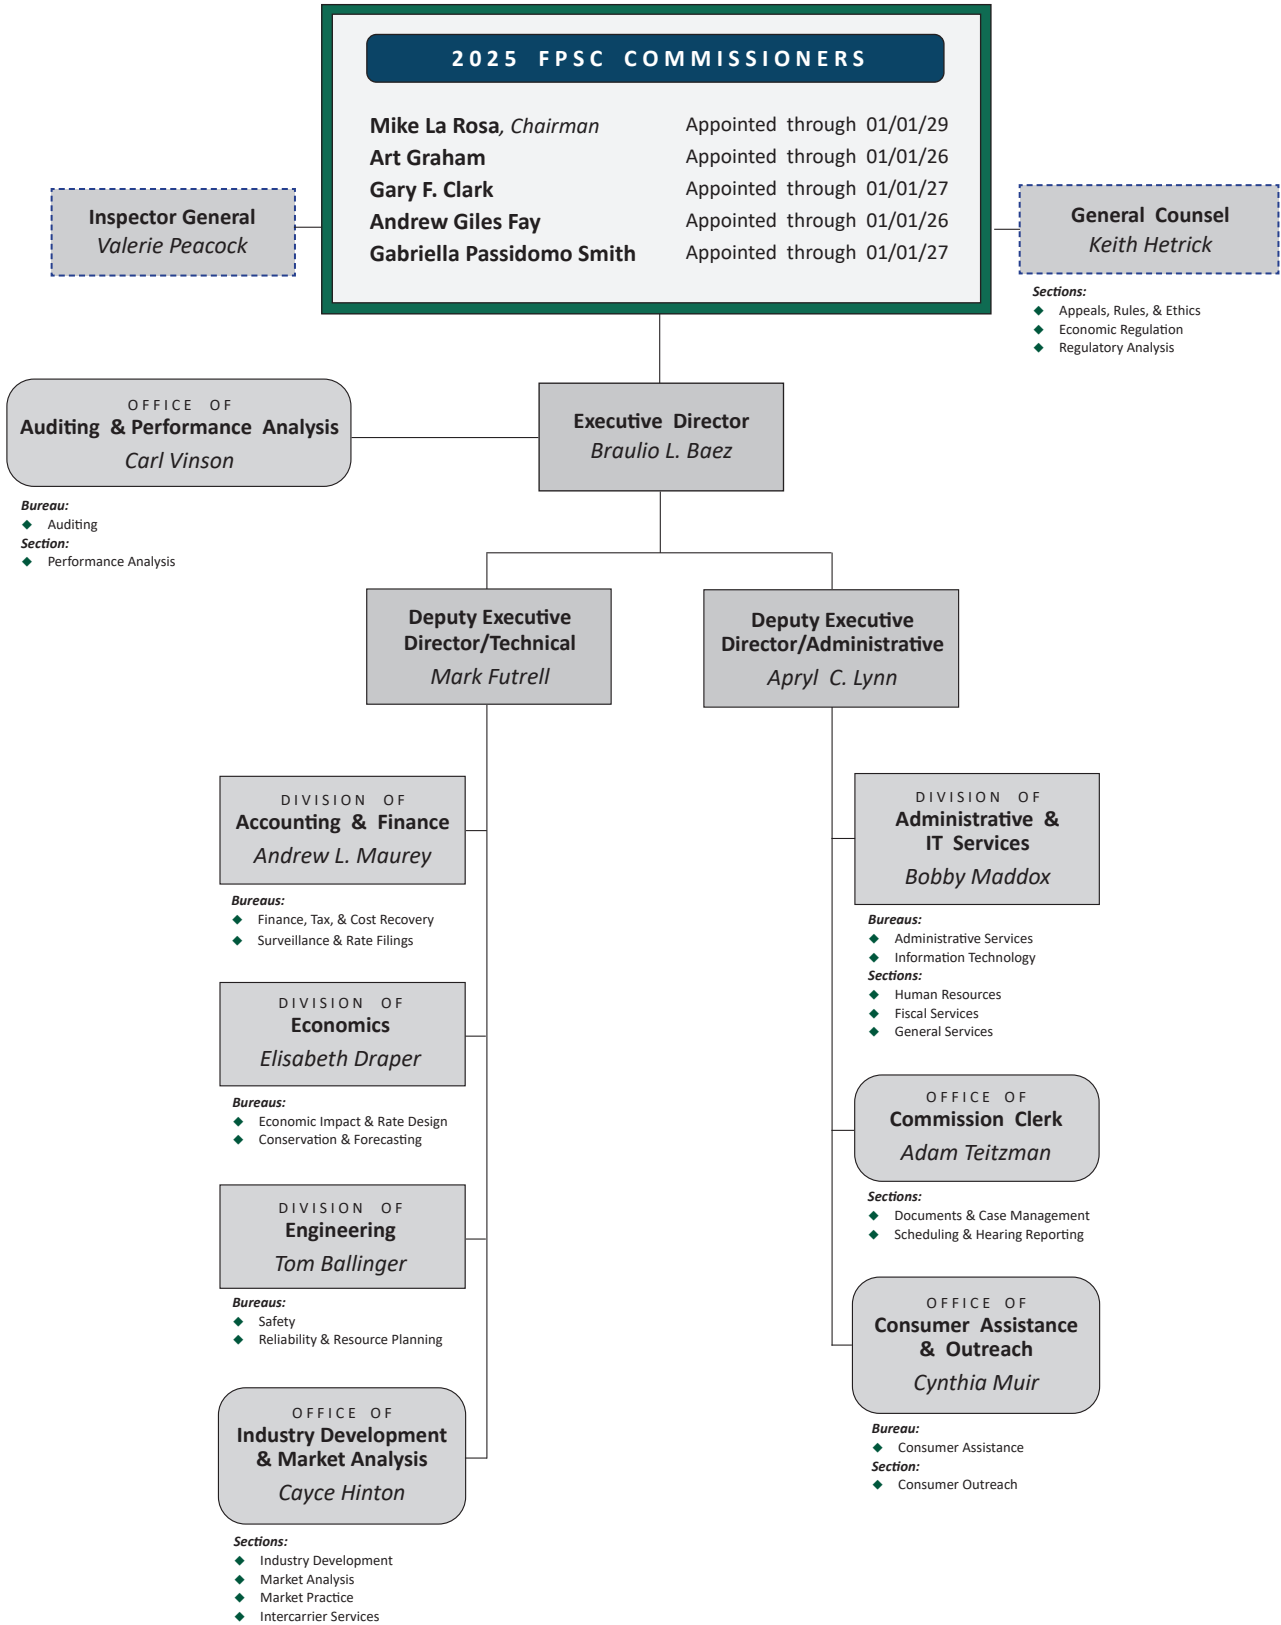 2025 FPSC COMMISSIONERS
Mike La Rosa, Chairman Appointed through 01/01/29
Art Graham Appointed through 01/01/26
Gary F. Clark Appointed through 01/01/27
Andrew Giles Fay Appointed through 01/01/26
Gabriella Passidomo Smith Appointed through 01/01/27
Inspector General
Valerie Peacock
General Counsel
Keith Hetrick
Sections:
Appeals, Rules, & Ethics
Economic Regulation
Regulatory Analysis
OFFICE OF
Auditing & Performance Analysis
Carl Vinson
Bureau:
Auditing
Section:
Performance Analysis
Executive Director
Braulio L. Baez
Deputy Executive
Director/Technical
Mark Futrell
Deputy Executive
Director/Administrative
Apryl C. Lynn
DIVISION OF
Accounting & Finance
Andrew L. Maurey
Bureaus:
Finance, Tax, & Cost Recovery
Surveillance & Rate Filings
DIVISION OF
Economics
Elisabeth Draper
Bureaus:
Economic Impact & Rate Design
Conservation & Forecasting
DIVISION OF
Engineering
Tom Ballinger
Bureaus:
Safety
Reliability & Resource Planning
OFFICE OF
Industry Development
& Market Analysis
Cayce Hinton
Sections:
Industry Development
Market Analysis
Market Practice
Intercarrier Services
DIVISION OF
Administrative &
IT Services
Bobby Maddox
Bureaus:
Administrative Services
Information Technology
Sections:
Human Resources
Fiscal Services
General Services
OFFICE OF
Commission Clerk
Adam Teitzman
Sections:
Documents & Case Management
Scheduling & Hearing Reporting
OFFICE OF
Consumer Assistance
& Outreach
Cynthia Muir
Bureau:
Consumer Assistance
Section:
Consumer Outreach